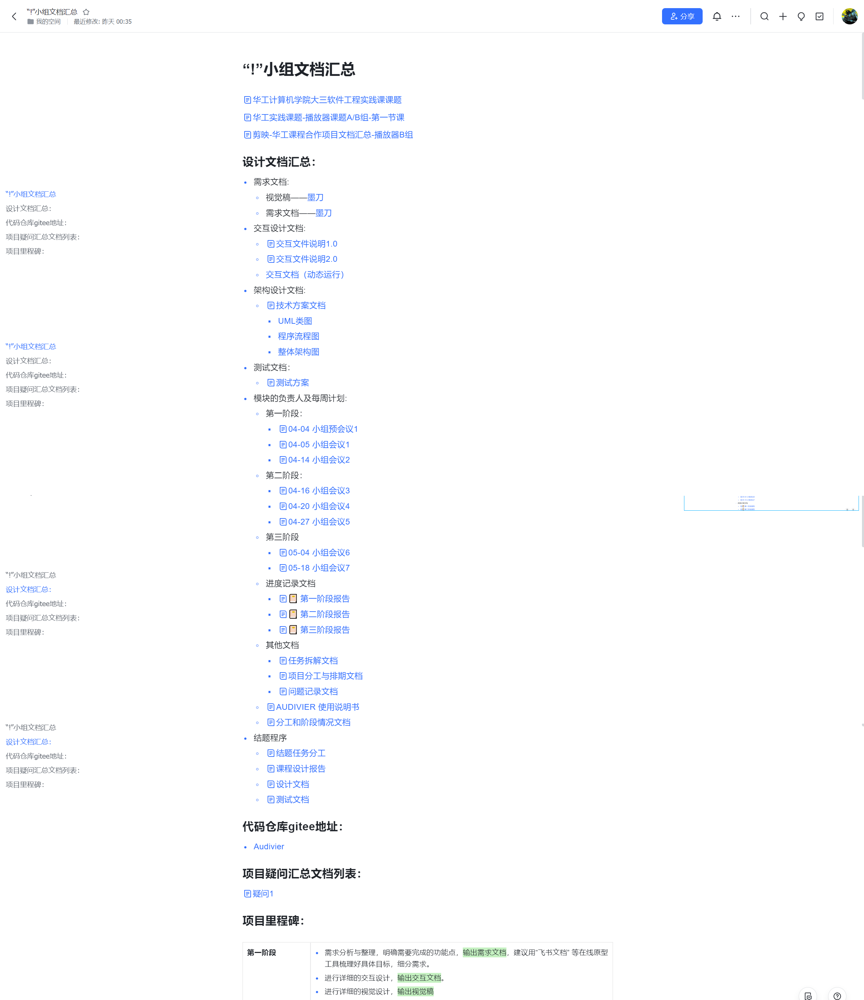 “!”小组文档汇总
我的空间 最近修改: 昨天 00:35
分享
“!”小组文档汇总
华工计算机学院大三软件工程实践课课题
华工实践课题-播放器课题A/B组-第一节课
剪映-华工课程合作项目文档汇总-播放器B组
设计文档汇总：
需求文档:
视觉稿——墨刀
需求文档——墨刀
交互设计文档:
交互文件说明1.0
交互文件说明2.0
交互文档（动态运行）
架构设计文档:
技术方案文档
UML类图
程序流程图
整体架构图
测试文档：
测试方案
模块的负责人及每周计划:
第一阶段：
04-04 小组预会议1
04-05 小组会议1
04-14 小组会议2
第二阶段：
04-16 小组会议3
04-20 小组会议4
04-27 小组会议5
第三阶段
05-04 小组会议6
05-18 小组会议7
进度记录文档
第一阶段报告
第二阶段报告
第三阶段报告
其他文档
任务拆解文档
项目分工与排期文档
问题记录文档
AUDIVIER 使用说明书
分工和阶段情况文档
结题程序
结题任务分工
课程设计报告
设计文档
测试文档
代码仓库gitee地址：
Audivier
项目疑问汇总文档列表：
疑问1
项目里程碑：
第一阶段
需求分析与整理，明确需要完成的功能点，输出需求文档，建议用“飞书文档” 等在线原型
工具梳理好具体目标，细分需求。
进行详细的交互设计，输出交互文档。
进行详细的视觉设计，输出视觉稿
“!”小组文档汇总
设计文档汇总：
代码仓库gitee地址：
项目疑问汇总文档列表：
项目里程碑：
“!”小组文档汇总
设计文档汇总：
代码仓库gitee地址：
项目疑问汇总文档列表：
项目里程碑：
“!”小组文档汇总
设计文档汇总：
代码仓库gitee地址：
项目疑问汇总文档列表：
项目里程碑：
“!”小组文档汇总
设计文档汇总：
代码仓库gitee地址：
项目疑问汇总文档列表：
项目里程碑：